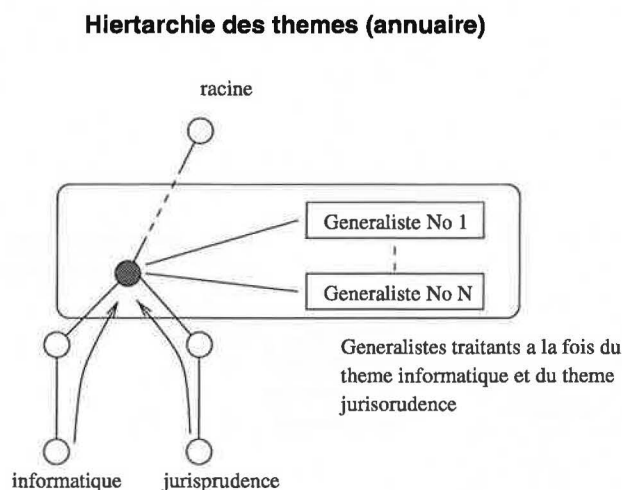 Hiertarchie des themes (annuaire)
racine
Generaliste No 1
Generaliste No N
Generalistes traitants a la fois du
theme informatique et du theme
jurisorudence
informatique
jurisprudence